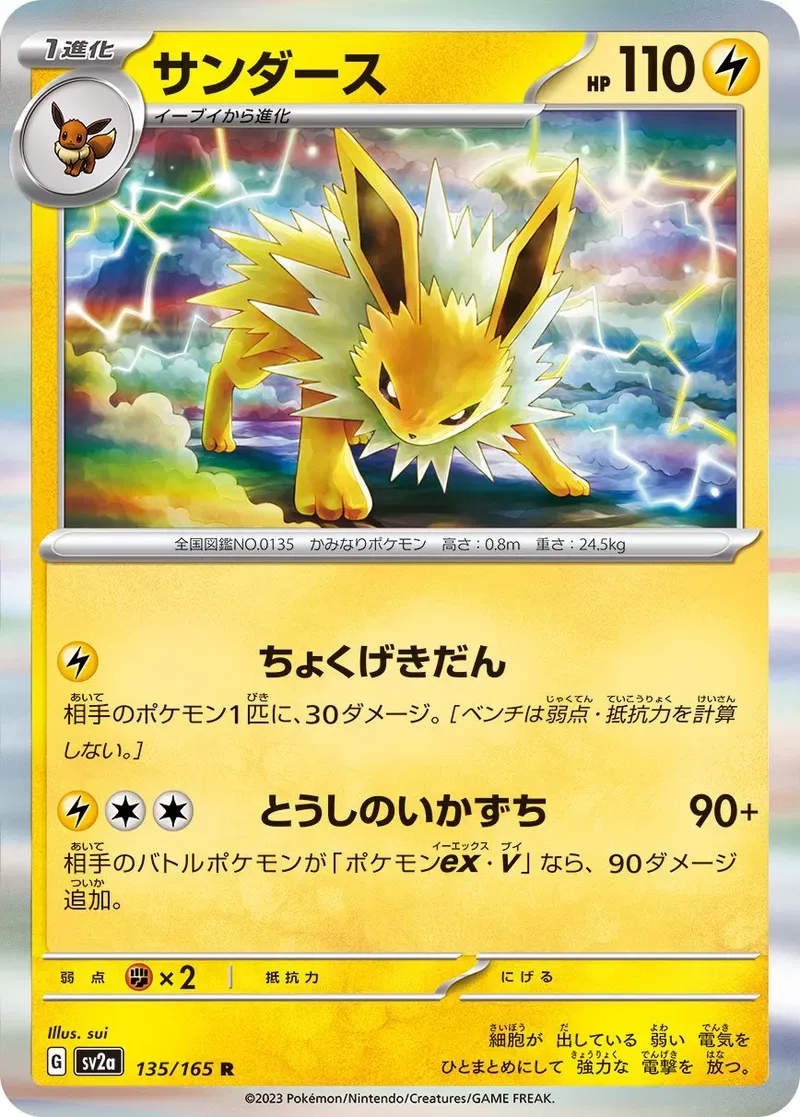 1進化
サンダース
HP 110
イーブイから進化
全国図鑑NO.0135 かみなりポケモン 高さ:0.8m 重さ:24.5kg
ちょくげきだん
相手のポケモン1匹に、30ダメージ。[ベンチは弱点・抵抗力を計算
しない。]
とうしのいかずち 90+
相手のバトルポケモンが「ポケモンex・V」なら、90ダメージ
追加。
弱点 ×2 抵抗力 にげる
Illus. sui
細胞が 出している 弱い 電気を
ひとまとめにして 強力な 電撃を 放つ。
G sv2a 135/165 R
©2023 Pokémon/Nintendo/Creatures/GAME FREAK.